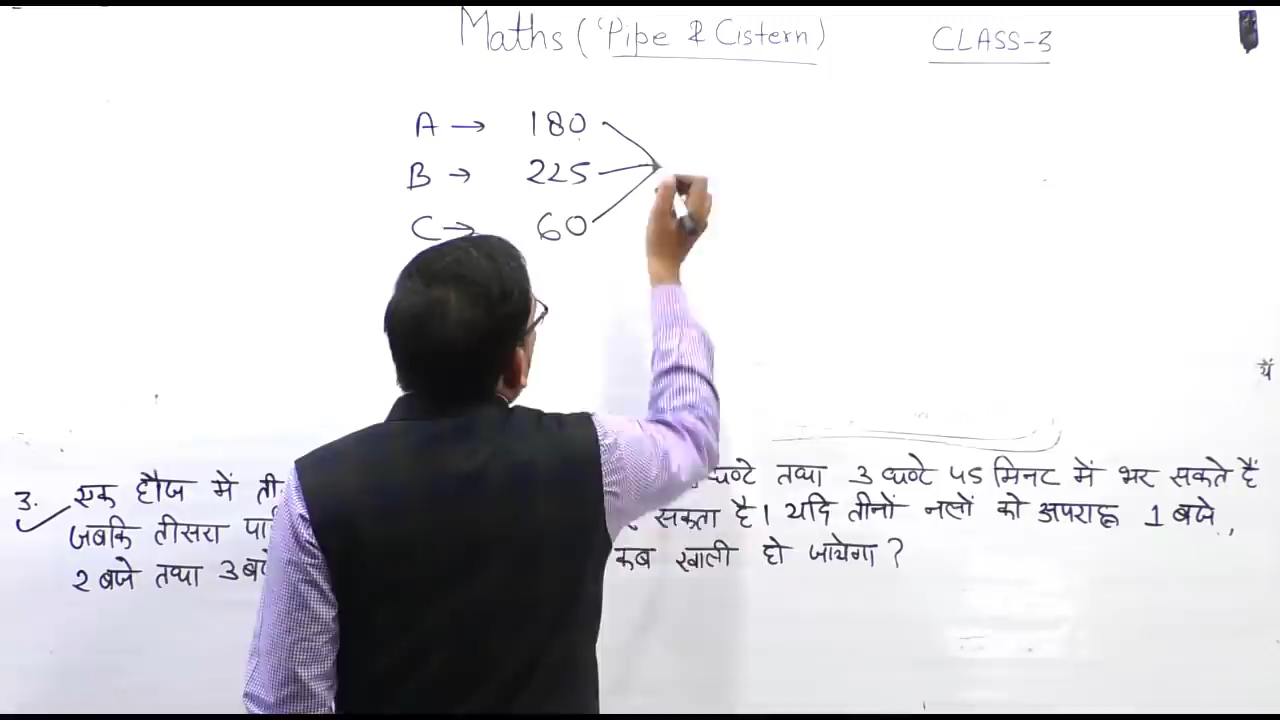 Maths ('Pipe & Cistern) CLASS-3
A → 180
B → 225
C → 60
यें
3. एक हौज में घण्टे तथा 3 घण्टे 45 मिनट में भर सकते हैं
जबकि तीसरा सकता है। यदि तीनों नलों को अपराह्न 1 बजे,
2 बजे तथा 3 कब खाली हो जायेगा?